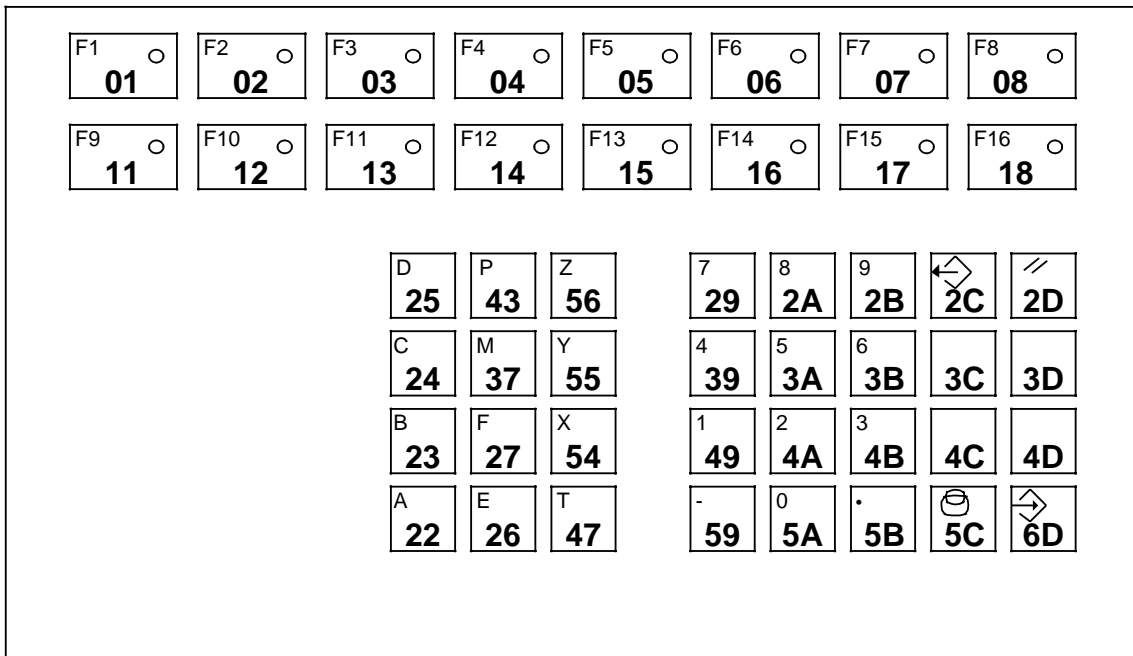 F1 F2 F3 F4 F5 F6 F7 F8
01 02 03 04 05 06 07 08
F9 F10 F11 F12 F13 F14 F15 F16
11 12 13 14 15 16 17 18
D P Z 7 8 9
25 43 56 29 2A 2B 2C 2D
C M Y 4 5 6
24 37 55 39 3A 3B 3C 3D
B F X 1 2 3
23 27 54 49 4A 4B 4C 4D
A E T - 0 .
22 26 47 59 5A 5B 5C 6D